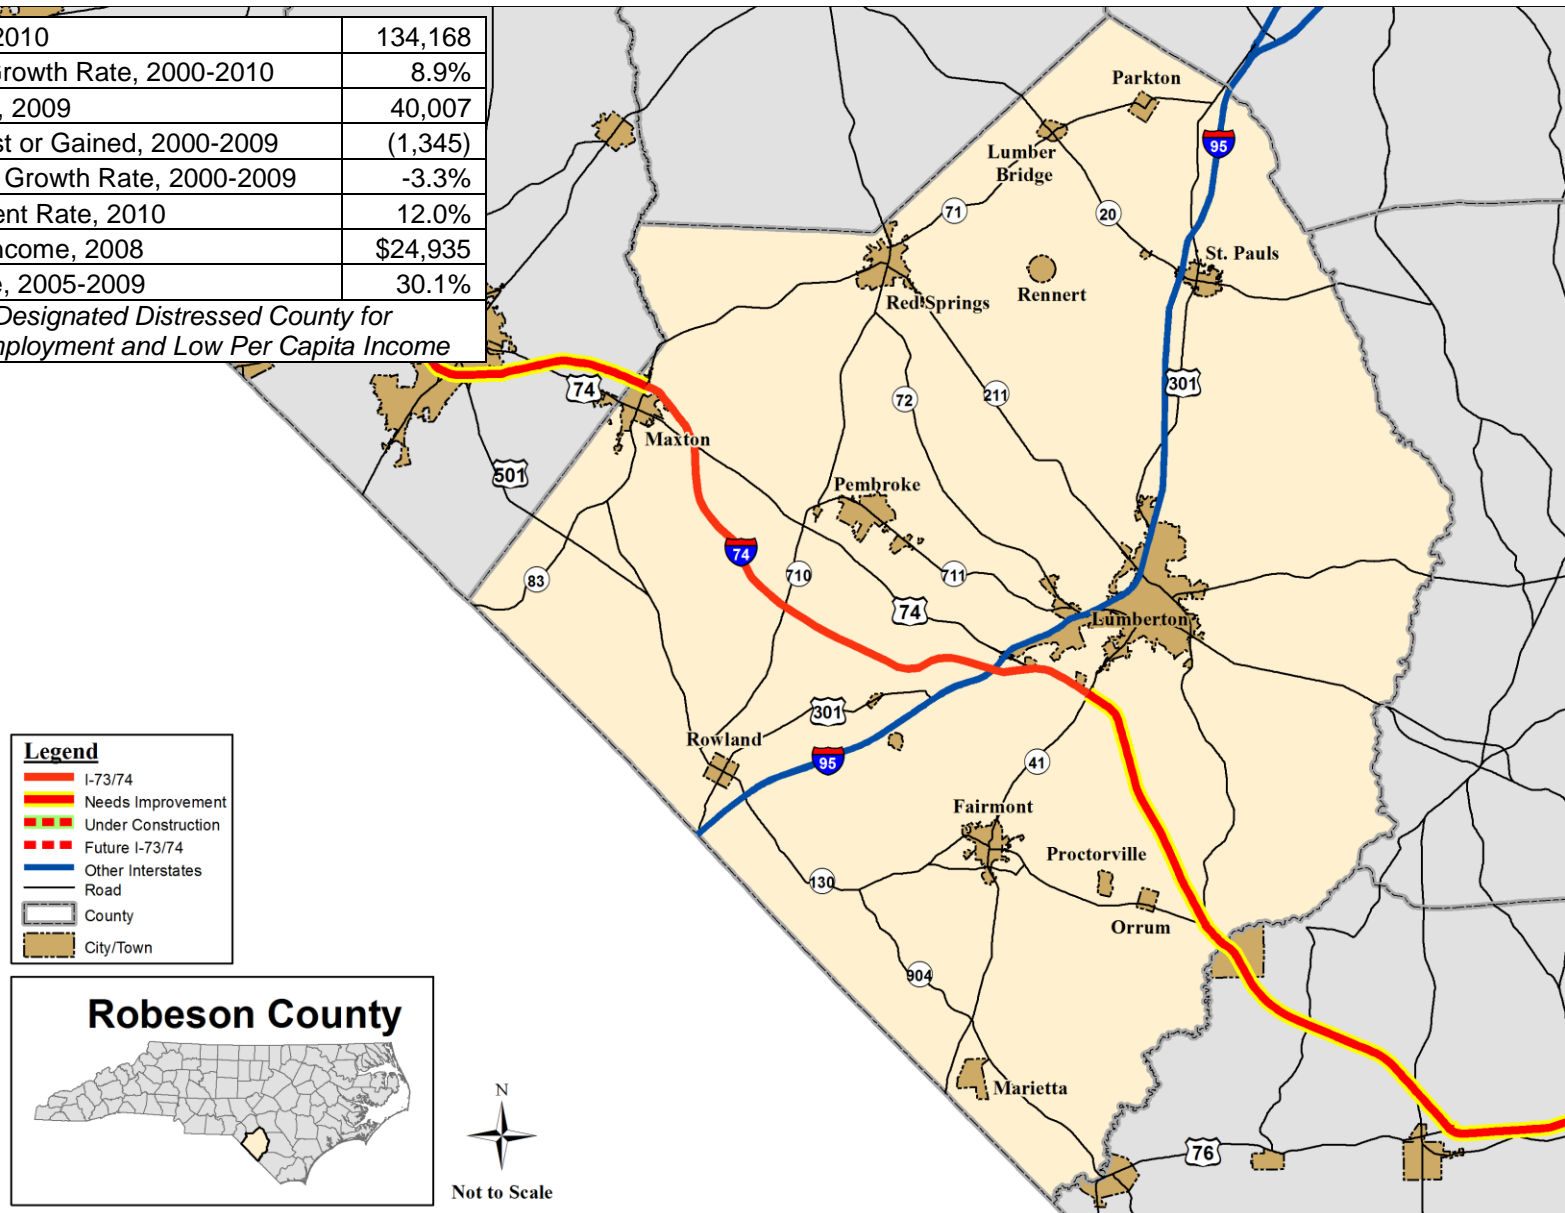 2010 134,168
Growth Rate, 2000-2010 8.9%
, 2009 40,007
st or Gained, 2000-2009 (1,345)
Growth Rate, 2000-2009 -3.3%
ent Rate, 2010 12.0%
ncome, 2008 $24,935
e, 2005-2009 30.1%
Designated Distressed County for
mployment and Low Per Capita Income
Parkton
95
Lumber
Bridge
71
20
St. Pauls
Rennert
Red Springs
74
301
72
211
Maxton
501
Pembroke
74
83
710
711
74
Lumberton
301
Rowland
95
41
Fairmont
Proctorville
130
Orrum
904
Marietta
76
Legend
I-73/74
Needs Improvement
Under Construction
Future I-73/74
Other Interstates
Road
County
City/Town
Robeson County
N
Not to Scale